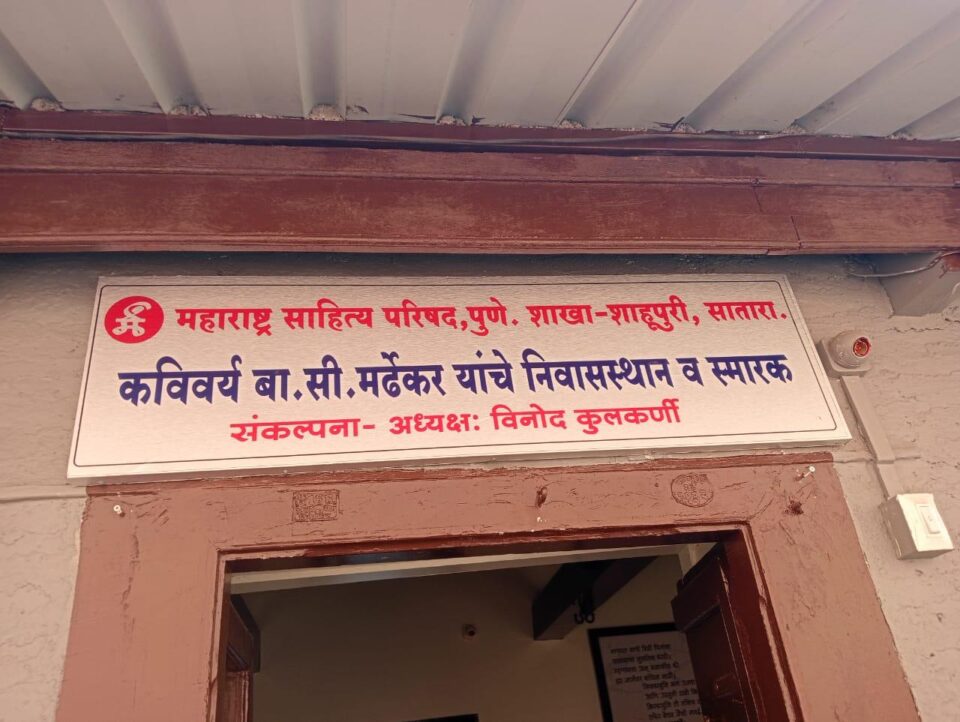 महाराष्ट्र साहित्य परिषद,पुणे. शाखा-शाहूपुरी, सातारा.
कविवर्य बा.सी.मर्ढेकर यांचे निवासस्थान व स्मारक
संकल्पना- अध्यक्ष: विनोद कुलकर्णी